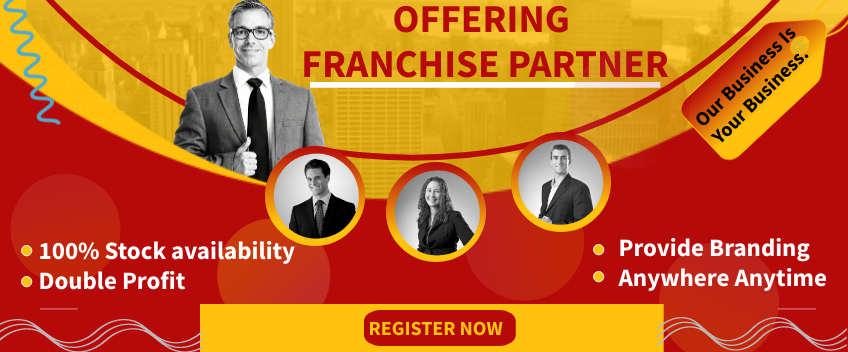 OFFERING
FRANCHISE PARTNER
Our Business Is
Your Business.
100% Stock availability
Double Profit
Provide Branding
Anywhere Anytime
REGISTER NOW